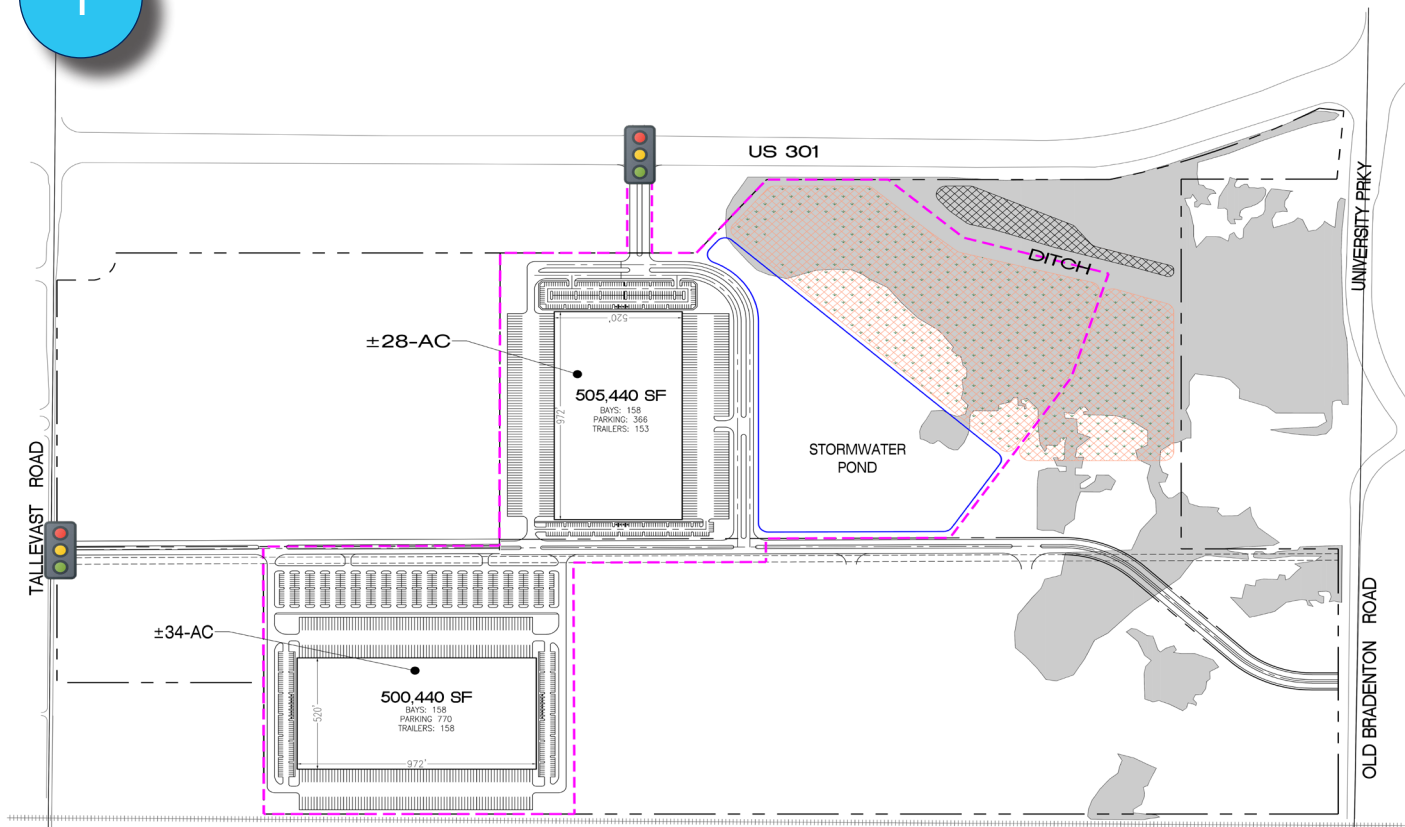 US 301
UNIVERSITY PRKY
DITCH
520'
±28-AC
505,440 SF
BAYS: 158
PARKING: 366
TRAILERS: 153
972'
STORMWATER
POND
TALLEVAST ROAD
±34-AC
500,440 SF
BAYS: 158
PARKING 770
TRAILERS: 158
520'
972'
OLD BRADENTON ROAD